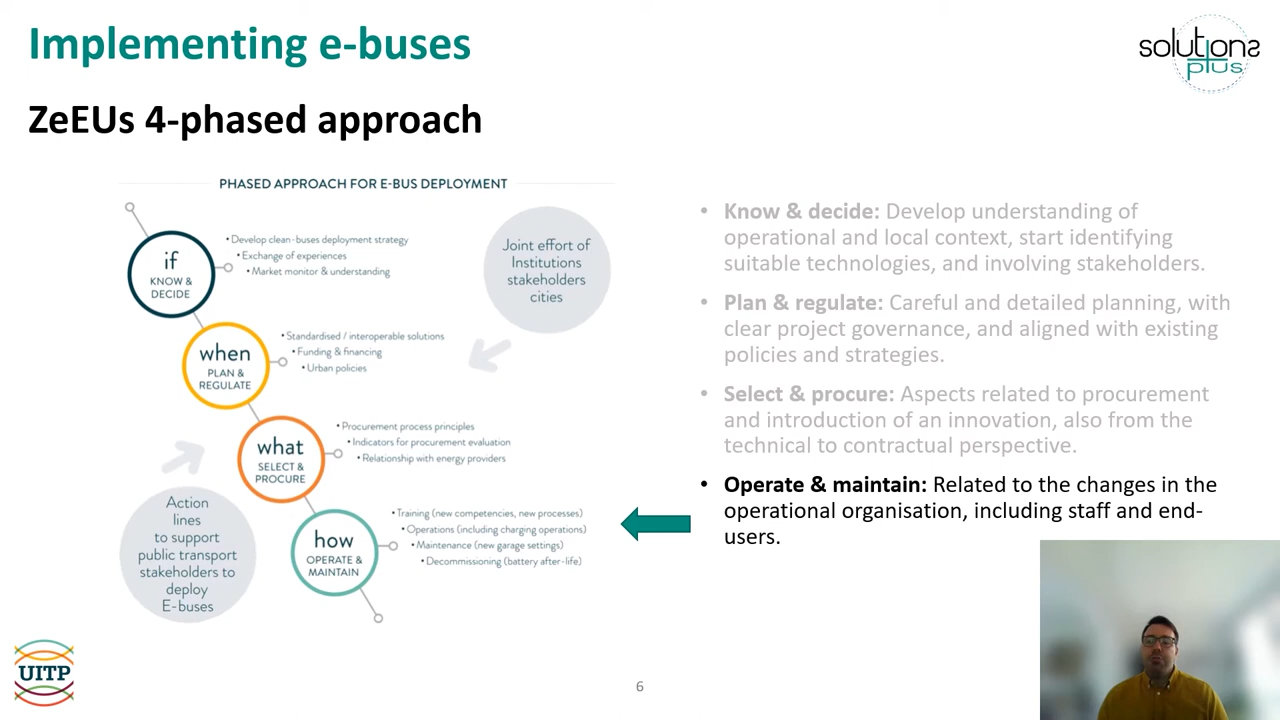 Implementing e-buses
solutions
plus
ZeEUs 4-phased approach
PHASED APPROACH FOR E-BUS DEPLOYMENT
if
KNOW &
DECIDE
• Develop clean-buses deployment strategy
• Exchange of experiences
• Market monitor & understanding
Joint effort of
Institutions
stakeholders
cities
when
PLAN &
REGULATE
• Standardised / interoperable solutions
• Funding & financing
• Urban policies
what
SELECT &
PROCURE
• Procurement process principles
• Indicators for procurement evaluation
• Relationship with energy providers
Action
lines
to support
public transport
stakeholders to
deploy
E-buses
how
OPERATE &
MAINTAIN
• Training (new competencies, new processes)
• Operations (including charging operations)
• Maintenance (new garage settings)
• Decommissioning (battery after-life)
• Know & decide: Develop understanding of
operational and local context, start identifying
suitable technologies, and involving stakeholders.
• Plan & regulate: Careful and detailed planning, with
clear project governance, and aligned with existing
policies and strategies.
• Select & procure: Aspects related to procurement
and introduction of an innovation, also from the
technical to contractual perspective.
• Operate & maintain: Related to the changes in the
operational organisation, including staff and end-
users.
UITP
6